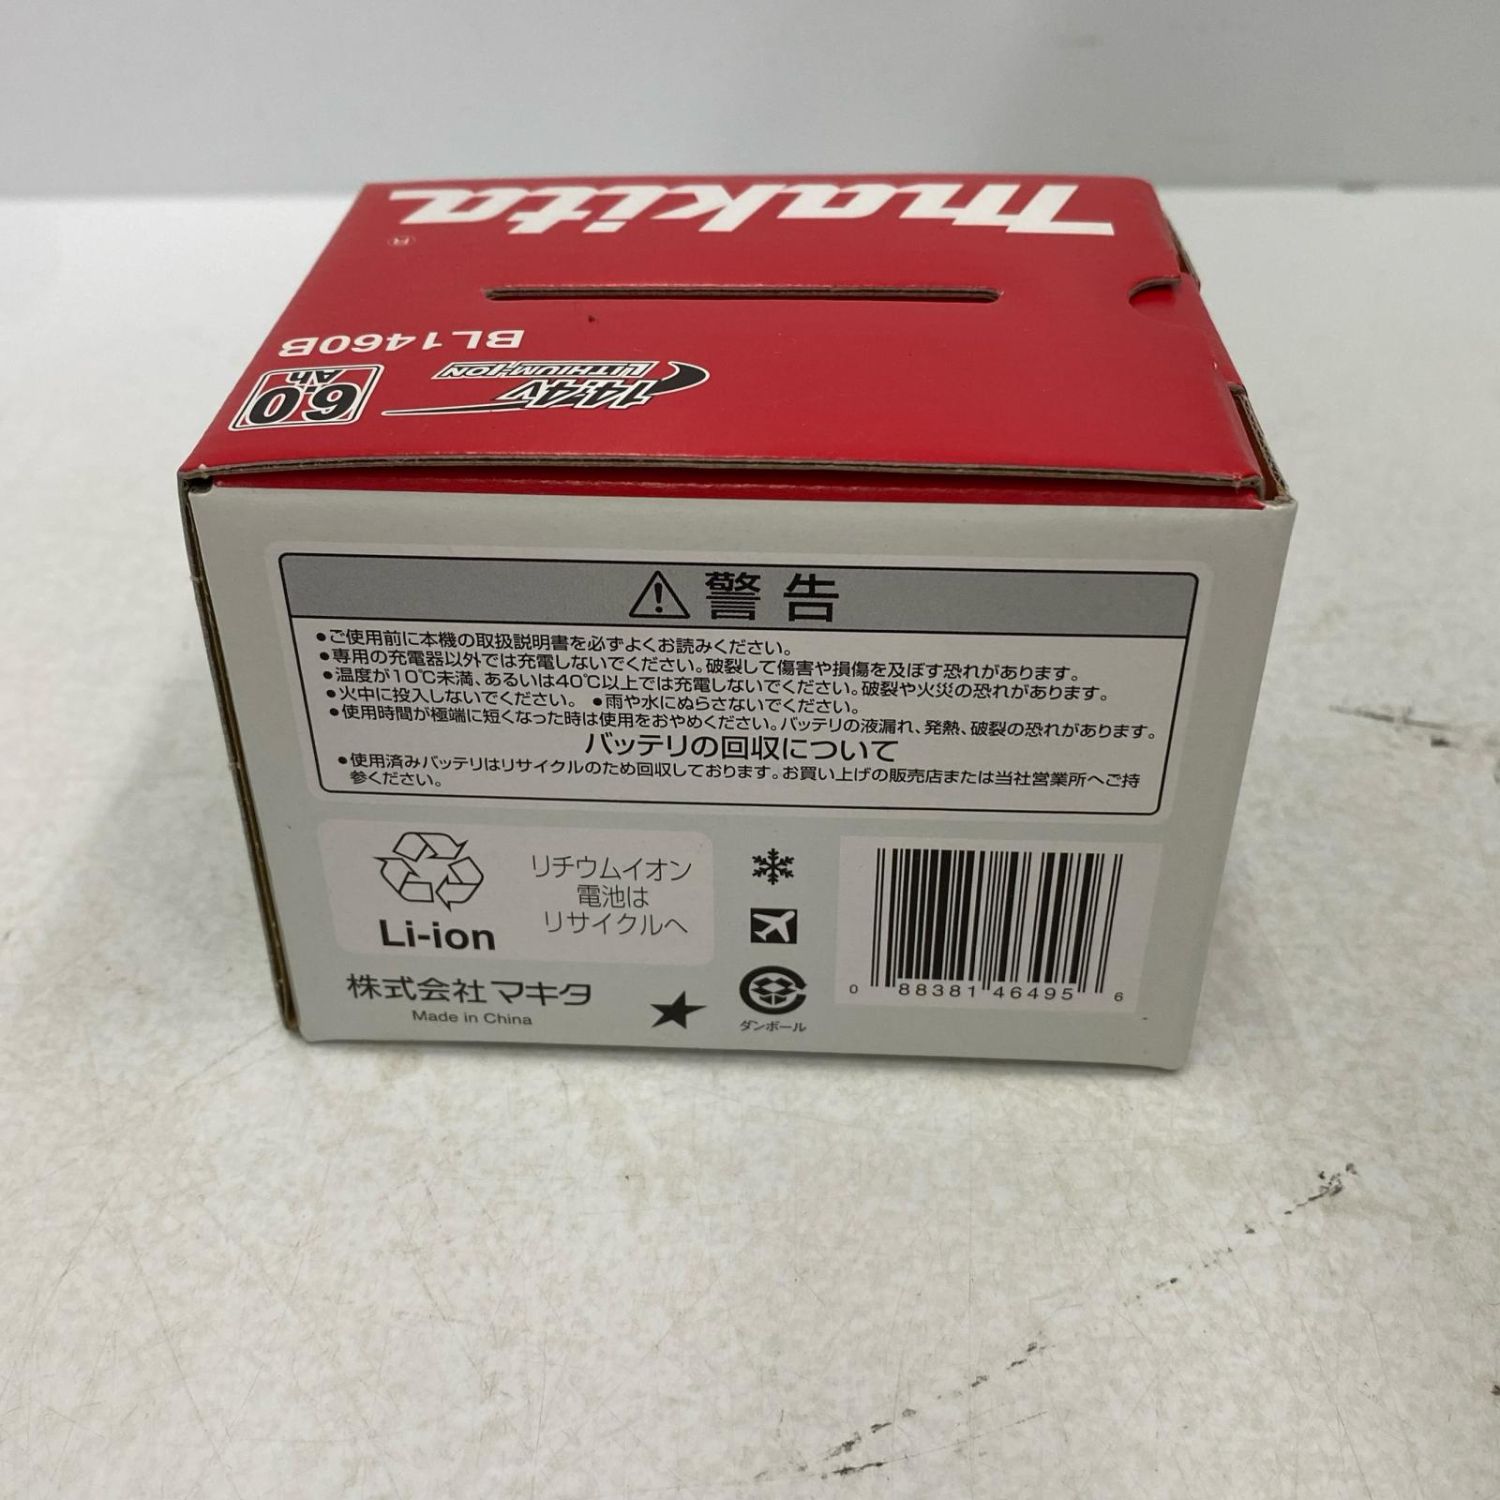 makita®
BL1460B
14.4V
LITHIUM-ION
6.0
Ah
警告
●ご使用前に本機の取扱説明書を必ずよくお読みください。
●専用の充電器以外では充電しないでください。破裂して傷害や損傷を及ぼす恐れがあります。
●温度が10℃未満、あるいは40℃以上では充電しないでください。破裂や火災の恐れがあります。
●火中に投入しないでください。 ●雨や水にぬらさないでください。
●使用時間が極端に短くなった時は使用をおやめください。バッテリの液漏れ、発熱、破裂の恐れがあります。
バッテリの回収について
●使用済みバッテリはリサイクルのため回収しております。お買い上げの販売店または当社営業所へご持
参ください。
Li-ion
リチウムイオン
電池は
リサイクルへ
株式会社マキタ
Made in China
ダンボール
0 88381 46495 6